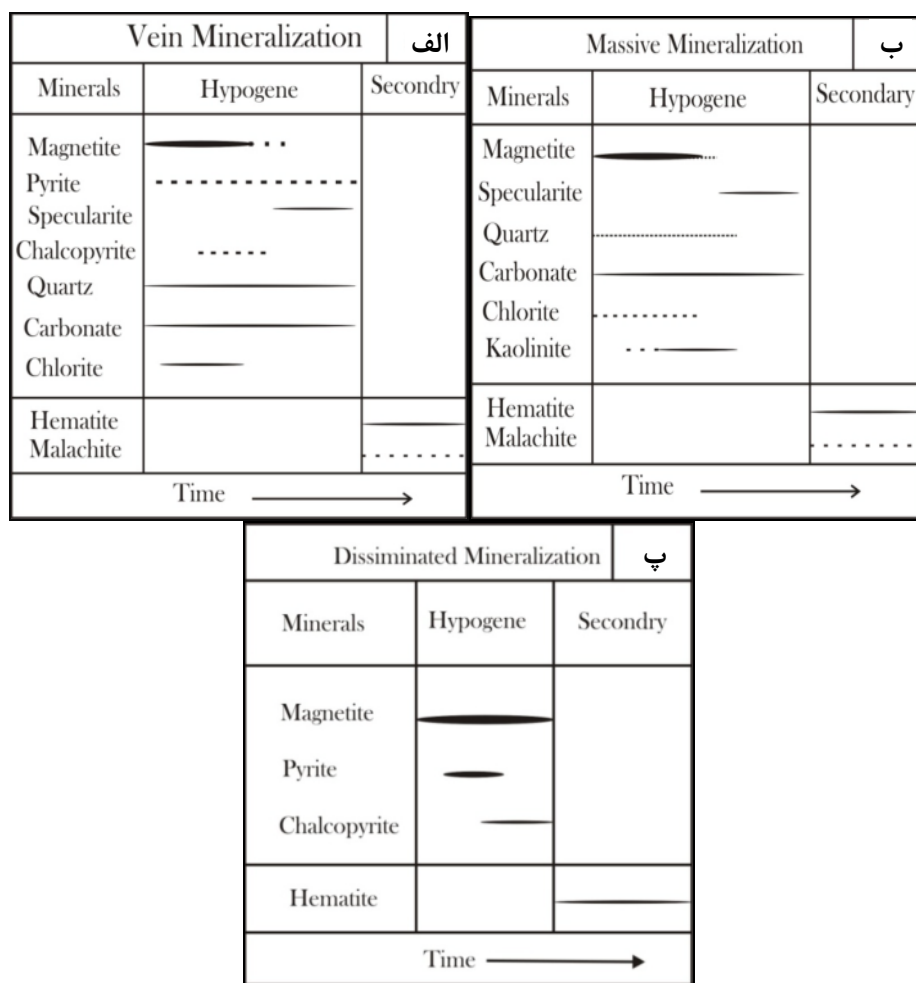 Vein Mineralization الف
Minerals Hypogene Secondry
Magnetite
Pyrite
Specularite
Chalcopyrite
Quartz
Carbonate
Chlorite
Hematite
Malachite
Time
Massive Mineralization ب
Minerals Hypogene Secondary
Magnetite
Specularite
Quartz
Carbonate
Chlorite
Kaolinite
Hematite
Malachite
Time
Dissiminated Mineralization پ
Minerals Hypogene Secondry
Magnetite
Pyrite
Chalcopyrite
Hematite
Time